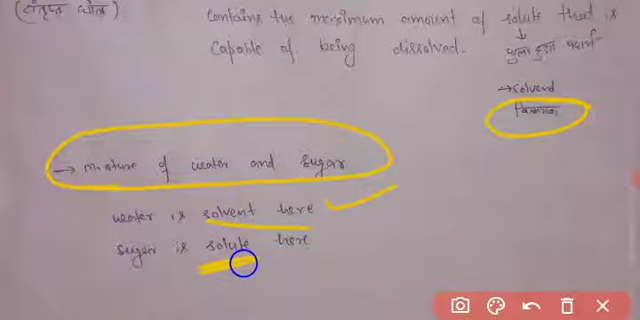 (संतृप्त घोल)
Contains the maximum amount of solute that is
capable of being dissolved.
घुला हुआ पदार्थ
→ solvent
विलायक
→ mixture of water and sugar
water is solvent here
sugar is solute here